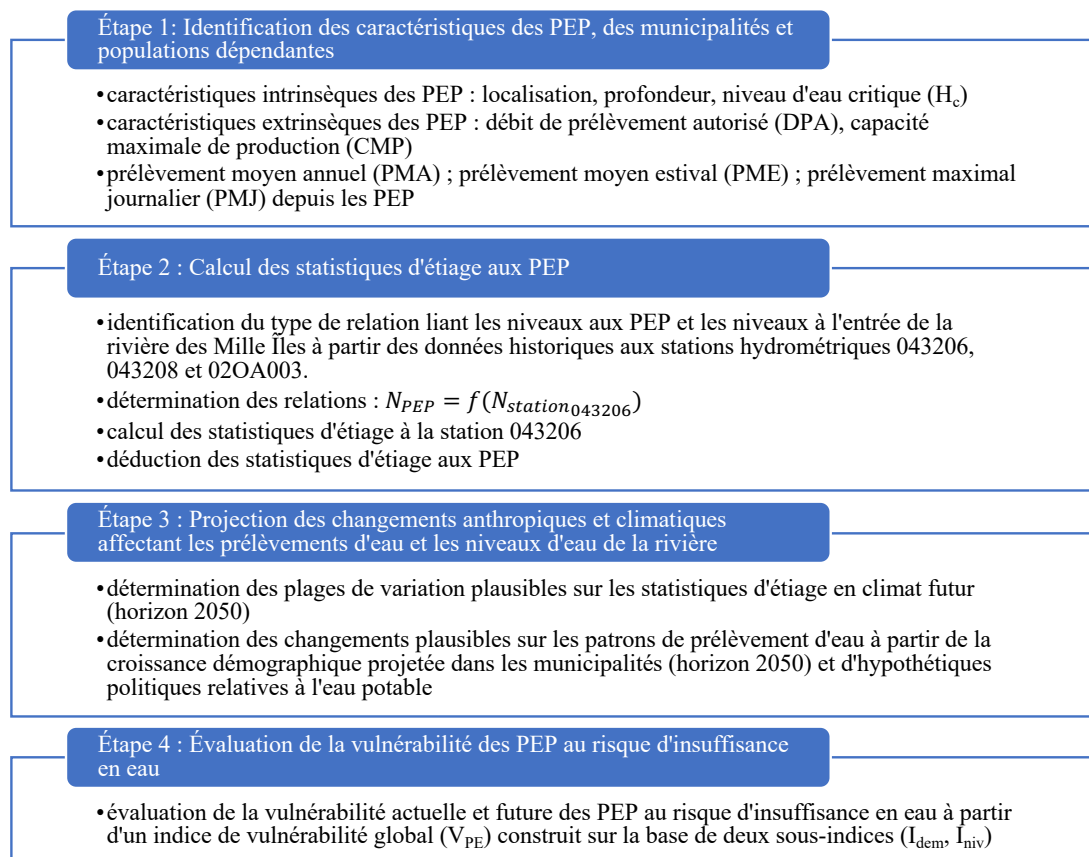 Étape 1: Identification des caractéristiques des PEP, des municipalités et
populations dépendantes
•caractéristiques intrinsèques des PEP : localisation, profondeur, niveau d'eau critique (Hc)
•caractéristiques extrinsèques des PEP : débit de prélèvement autorisé (DPA), capacité
maximale de production (CMP)
•prélèvement moyen annuel (PMA) ; prélèvement moyen estival (PME) ; prélèvement maximal
journalier (PMJ) depuis les PEP
Étape 2 : Calcul des statistiques d'étiage aux PEP
•identification du type de relation liant les niveaux aux PEP et les niveaux à l'entrée de la
rivière des Mille Îles à partir des données historiques aux stations hydrométriques 043206,
043208 et 02OA003.
•détermination des relations : N_PEP = f(N_station_043206)
•calcul des statistiques d'étiage à la station 043206
•déduction des statistiques d'étiage aux PEP
Étape 3 : Projection des changements anthropiques et climatiques
affectant les prélèvements d'eau et les niveaux d'eau de la rivière
•détermination des plages de variation plausibles sur les statistiques d'étiage en climat futur
(horizon 2050)
•détermination des changements plausibles sur les patrons de prélèvement d'eau à partir de la
croissance démographique projetée dans les municipalités (horizon 2050) et d'hypothétiques
politiques relatives à l'eau potable
Étape 4 : Évaluation de la vulnérabilité des PEP au risque d'insuffisance
en eau
•évaluation de la vulnérabilité actuelle et future des PEP au risque d'insuffisance en eau à partir
d'un indice de vulnérabilité global (V_PE) construit sur la base de deux sous-indices (I_dem, I_niv)